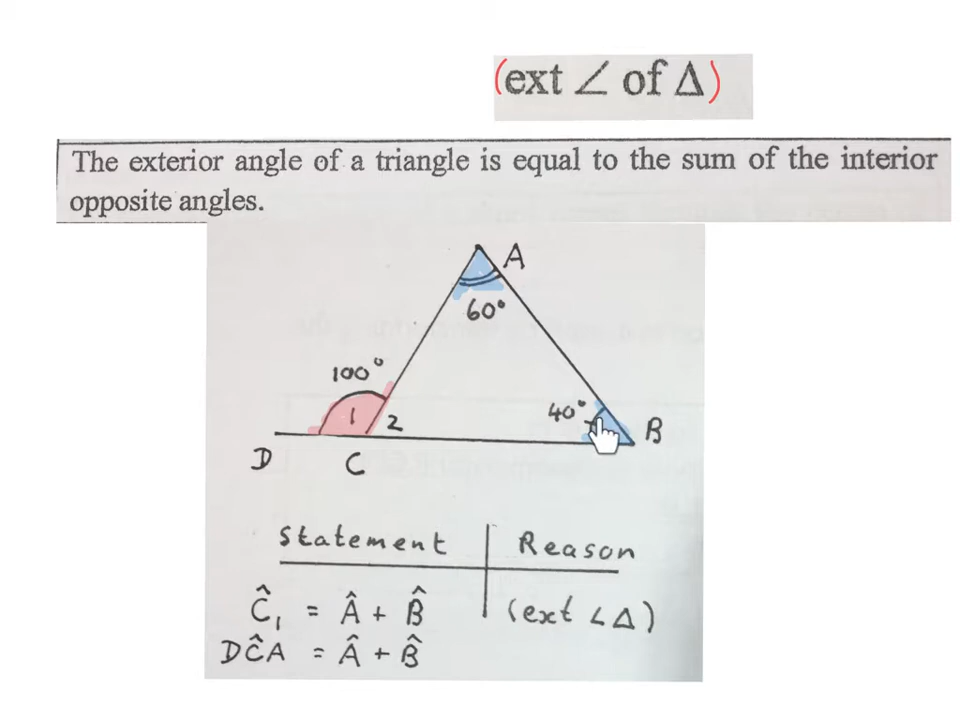 (ext ∠ of Δ)
The exterior angle of a triangle is equal to the sum of the interior
opposite angles.
A
60°
100°
1 2
40°
B
D
C
Statement | Reason
Ĉ₁ = Â + B̂ (ext ∠ Δ)
DĈA = Â + B̂